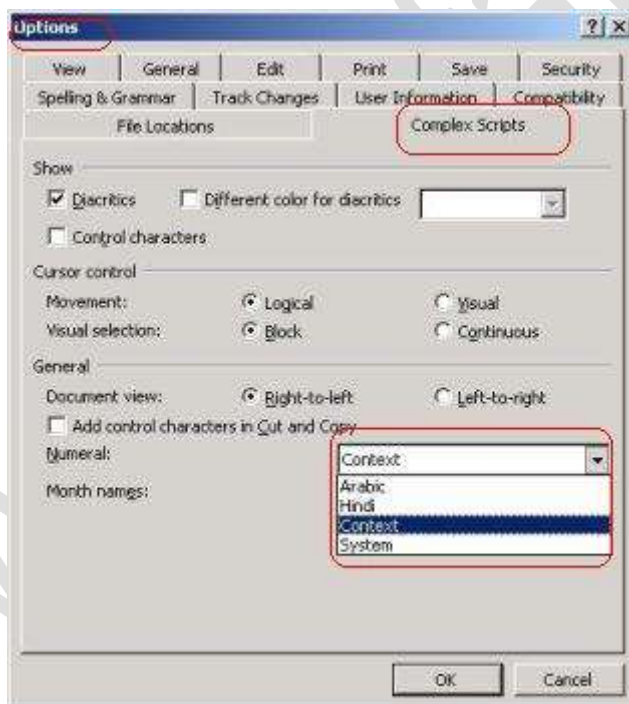 Options
View General Edit Print Save Security
Spelling & Grammar Track Changes User Information Compatibility
File Locations Complex Scripts
Show
Diacritics Different color for diacritics
Control characters
Cursor control
Movement: Logical Visual
Visual selection: Block Continuous
General
Document view: Right-to-left Left-to-right
Add control characters in Cut and Copy
Numeral: Context
Arabic
Month names: Hindi
Context
System
OK Cancel